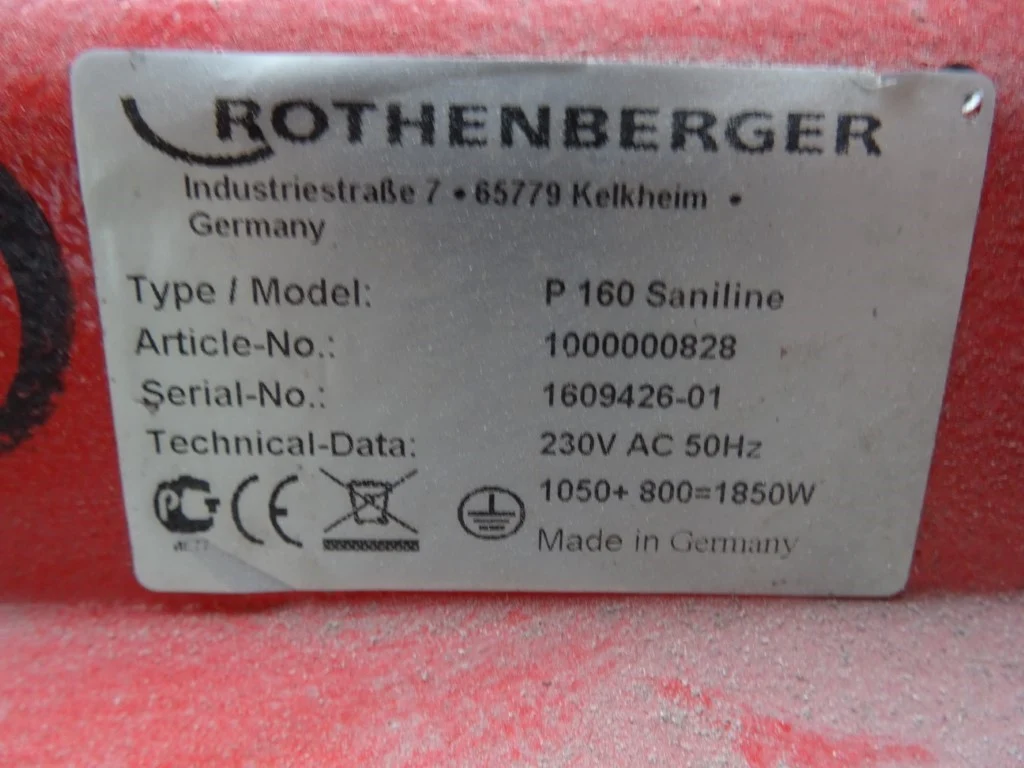 ROTHENBERGER
Industriestraße 7 • 65779 Kelkheim •
Germany
Type / Model: P 160 Saniline
Article-No.: 1000000828
Serial-No.: 1609426-01
Technical-Data: 230V AC 50Hz
1050+ 800=1850W
CE
Made in Germany